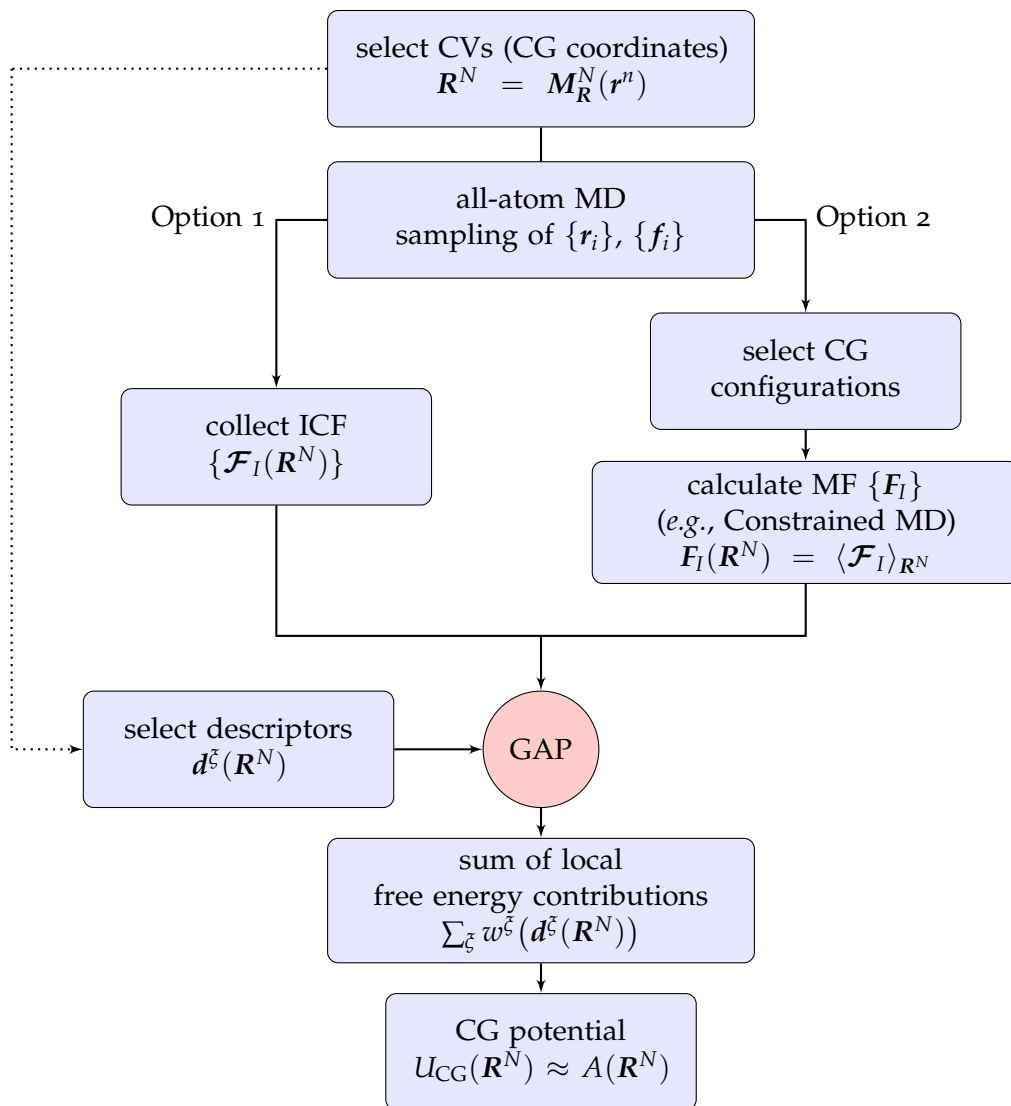 select CVs (CG coordinates)
R^N = M_R^N(r^n)
all-atom MD
sampling of {r_i}, {f_i}
Option 1
Option 2
select CG
configurations
collect ICF
{𝓕_I(R^N)}
calculate MF {F_I}
(e.g., Constrained MD)
F_I(R^N) = ⟨𝓕_I⟩_{R^N}
select descriptors
d^ξ(R^N)
GAP
sum of local
free energy contributions
∑_ξ w^ξ(d^ξ(R^N))
CG potential
U_CG(R^N) ≈ A(R^N)